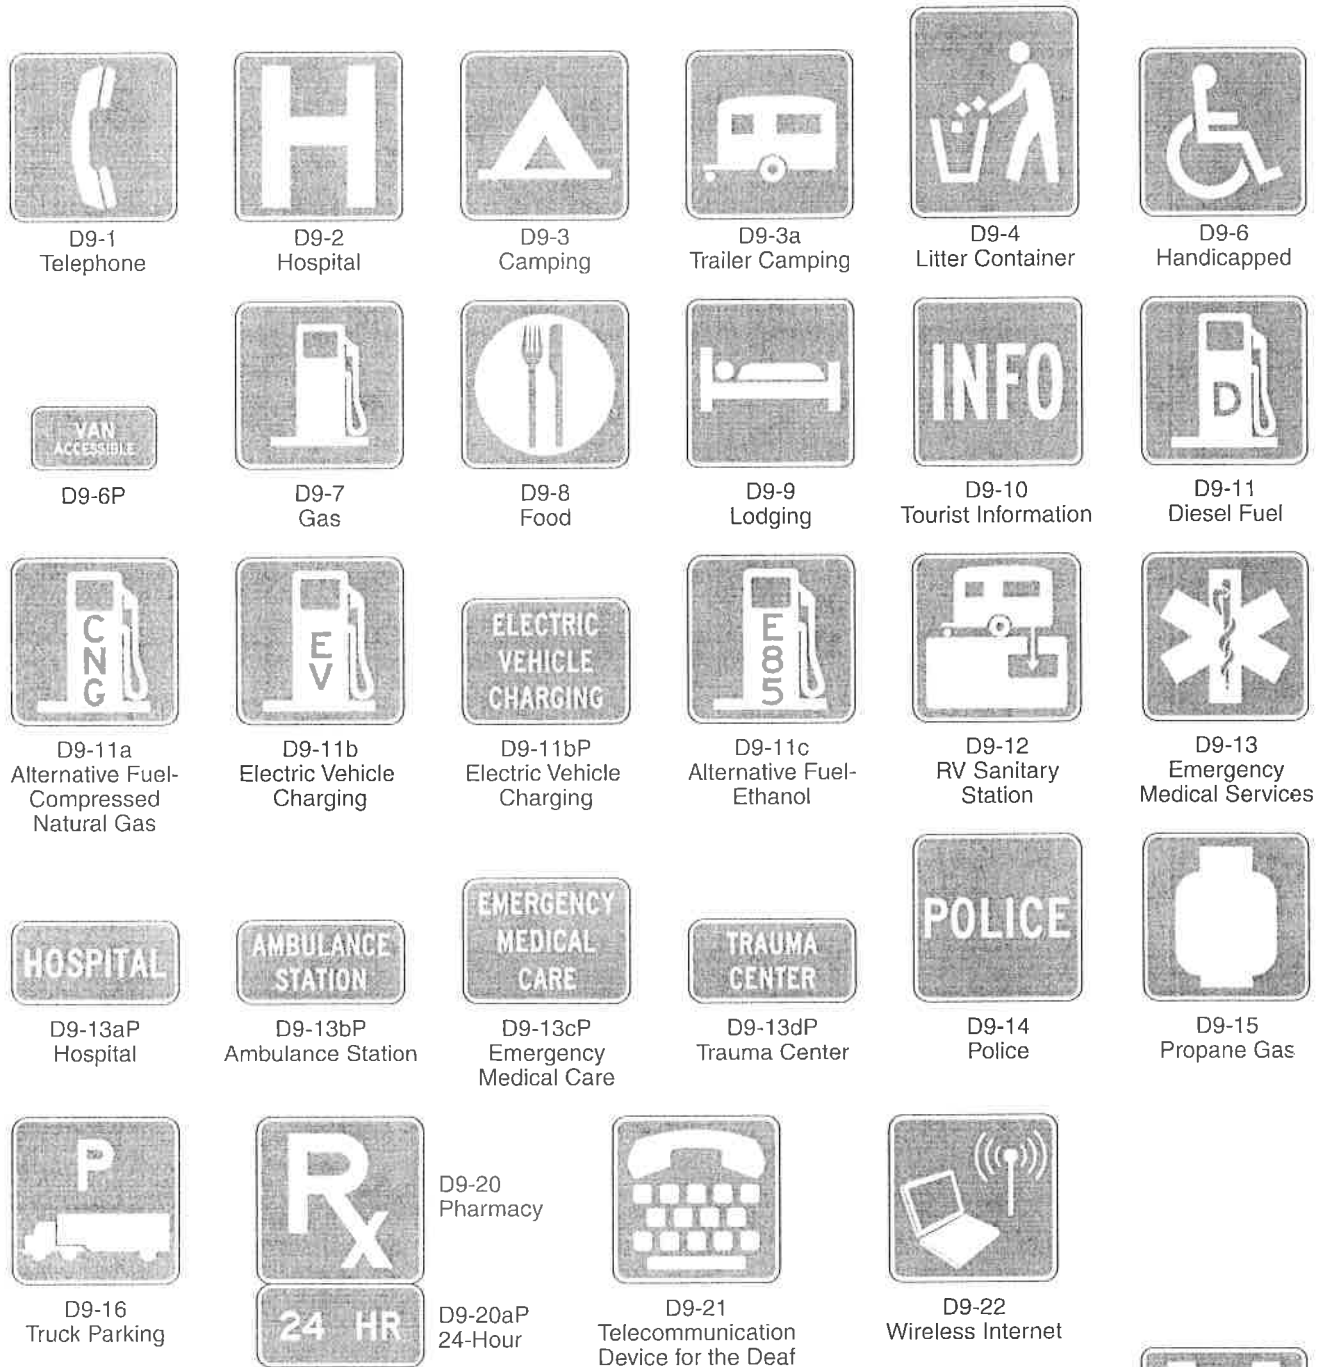 H
D9-1
Telephone
D9-2
Hospital
D9-3
Camping
D9-3a
Trailer Camping
D9-4
Litter Container
D9-6
Handicapped
VAN
ACCESSIBLE
INFO
D
D9-6P
D9-7
Gas
D9-8
Food
D9-9
Lodging
D9-10
Tourist Information
D9-11
Diesel Fuel
C
N
G
E
V
ELECTRIC
VEHICLE
CHARGING
E
8
5
D9-11a
Alternative Fuel-
Compressed
Natural Gas
D9-11b
Electric Vehicle
Charging
D9-11bP
Electric Vehicle
Charging
D9-11c
Alternative Fuel-
Ethanol
D9-12
RV Sanitary
Station
D9-13
Emergency
Medical Services
HOSPITAL
AMBULANCE
STATION
EMERGENCY
MEDICAL
CARE
TRAUMA
CENTER
POLICE
D9-13aP
Hospital
D9-13bP
Ambulance Station
D9-13cP
Emergency
Medical Care
D9-13dP
Trauma Center
D9-14
Police
D9-15
Propane Gas
P
D9-16
Truck Parking
Rx
D9-20
Pharmacy
24 HR
D9-20aP
24-Hour
D9-21
Telecommunication
Device for the Deaf
D9-22
Wireless Internet